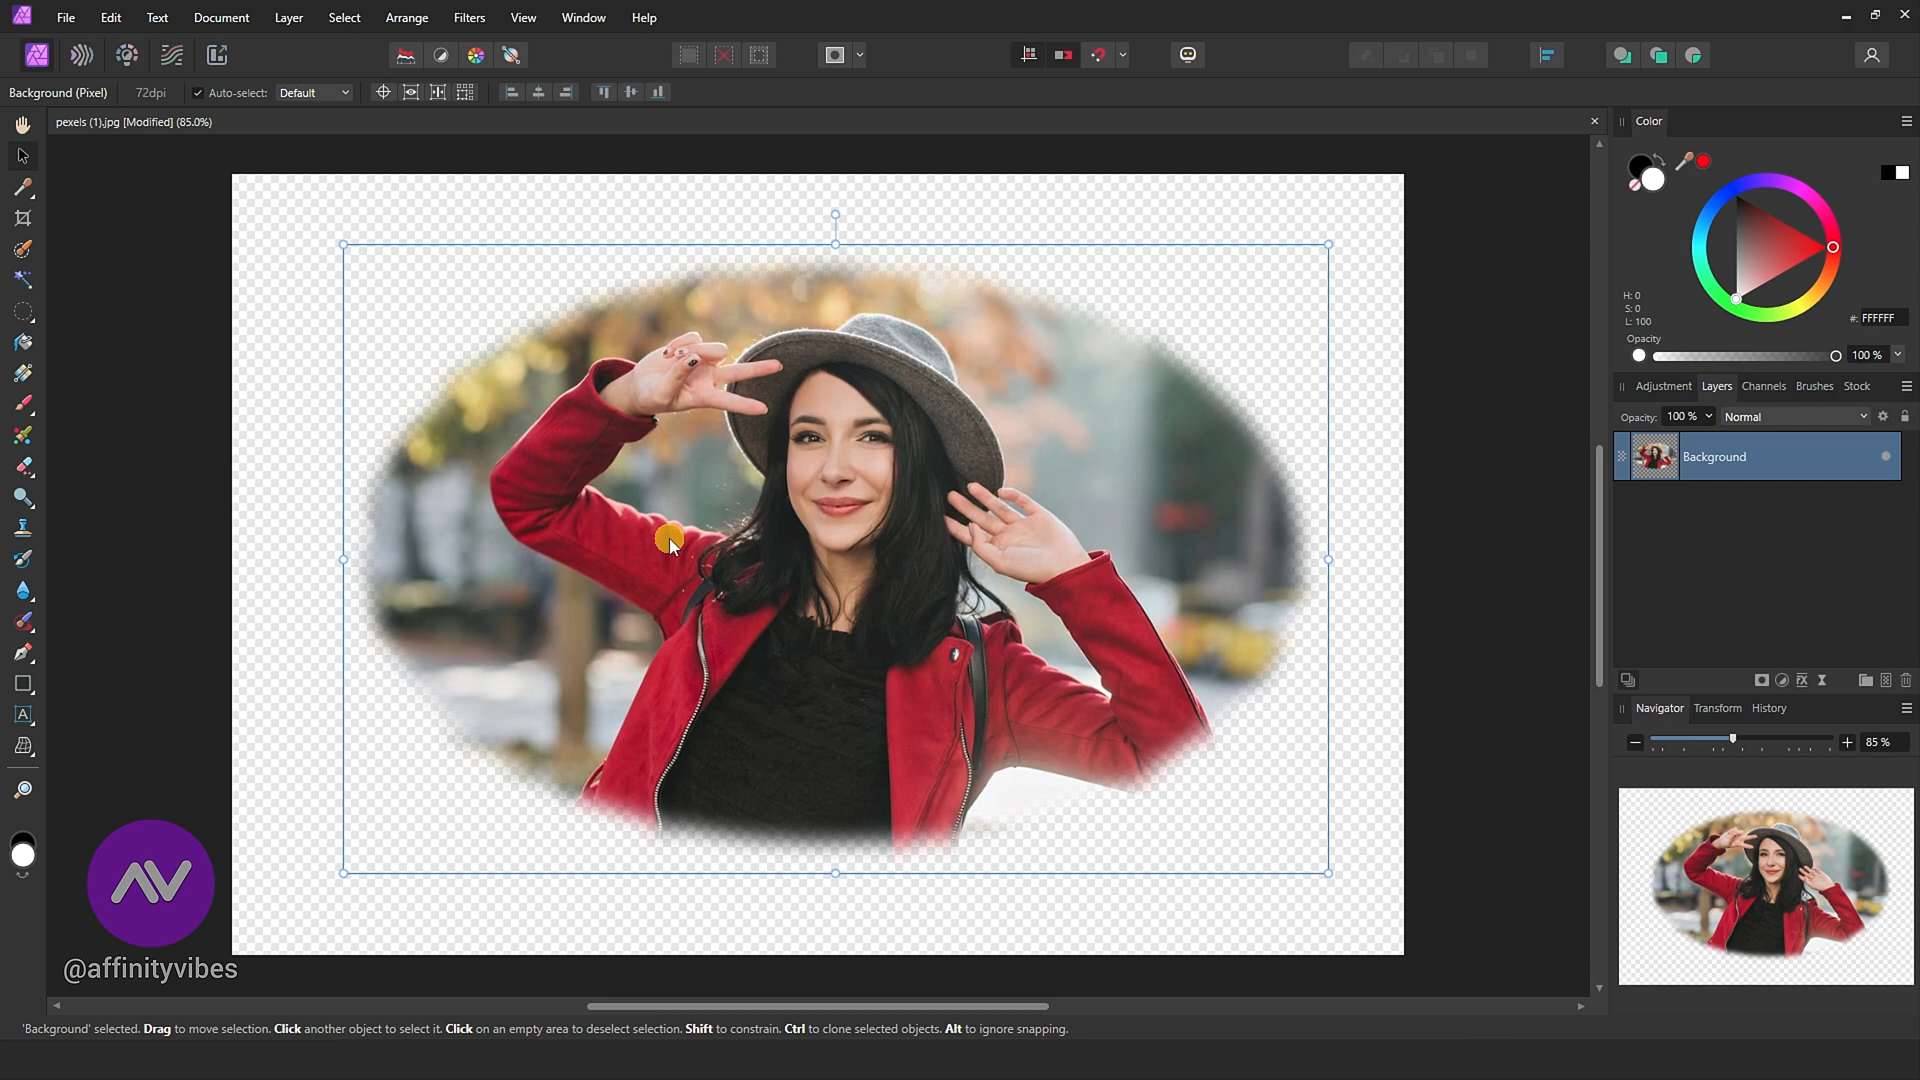 File Edit Text Document Layer Select Arrange Filters View Window Help
Background (Pixel) 72dpi Auto-select: Default
pexels (1).jpg [Modified] (85.0%)
Color
H: 0
S: 0
L: 100
#: FFFFFF
Opacity
100 %
Adjustment Layers Channels Brushes Stock
Opacity: 100 % Normal
Background
Navigator Transform History
85 %
@affinityvibes
'Background' selected. Drag to move selection. Click another object to select it. Click on an empty area to deselect selection. Shift to constrain. Ctrl to clone selected objects. Alt to ignore snapping.